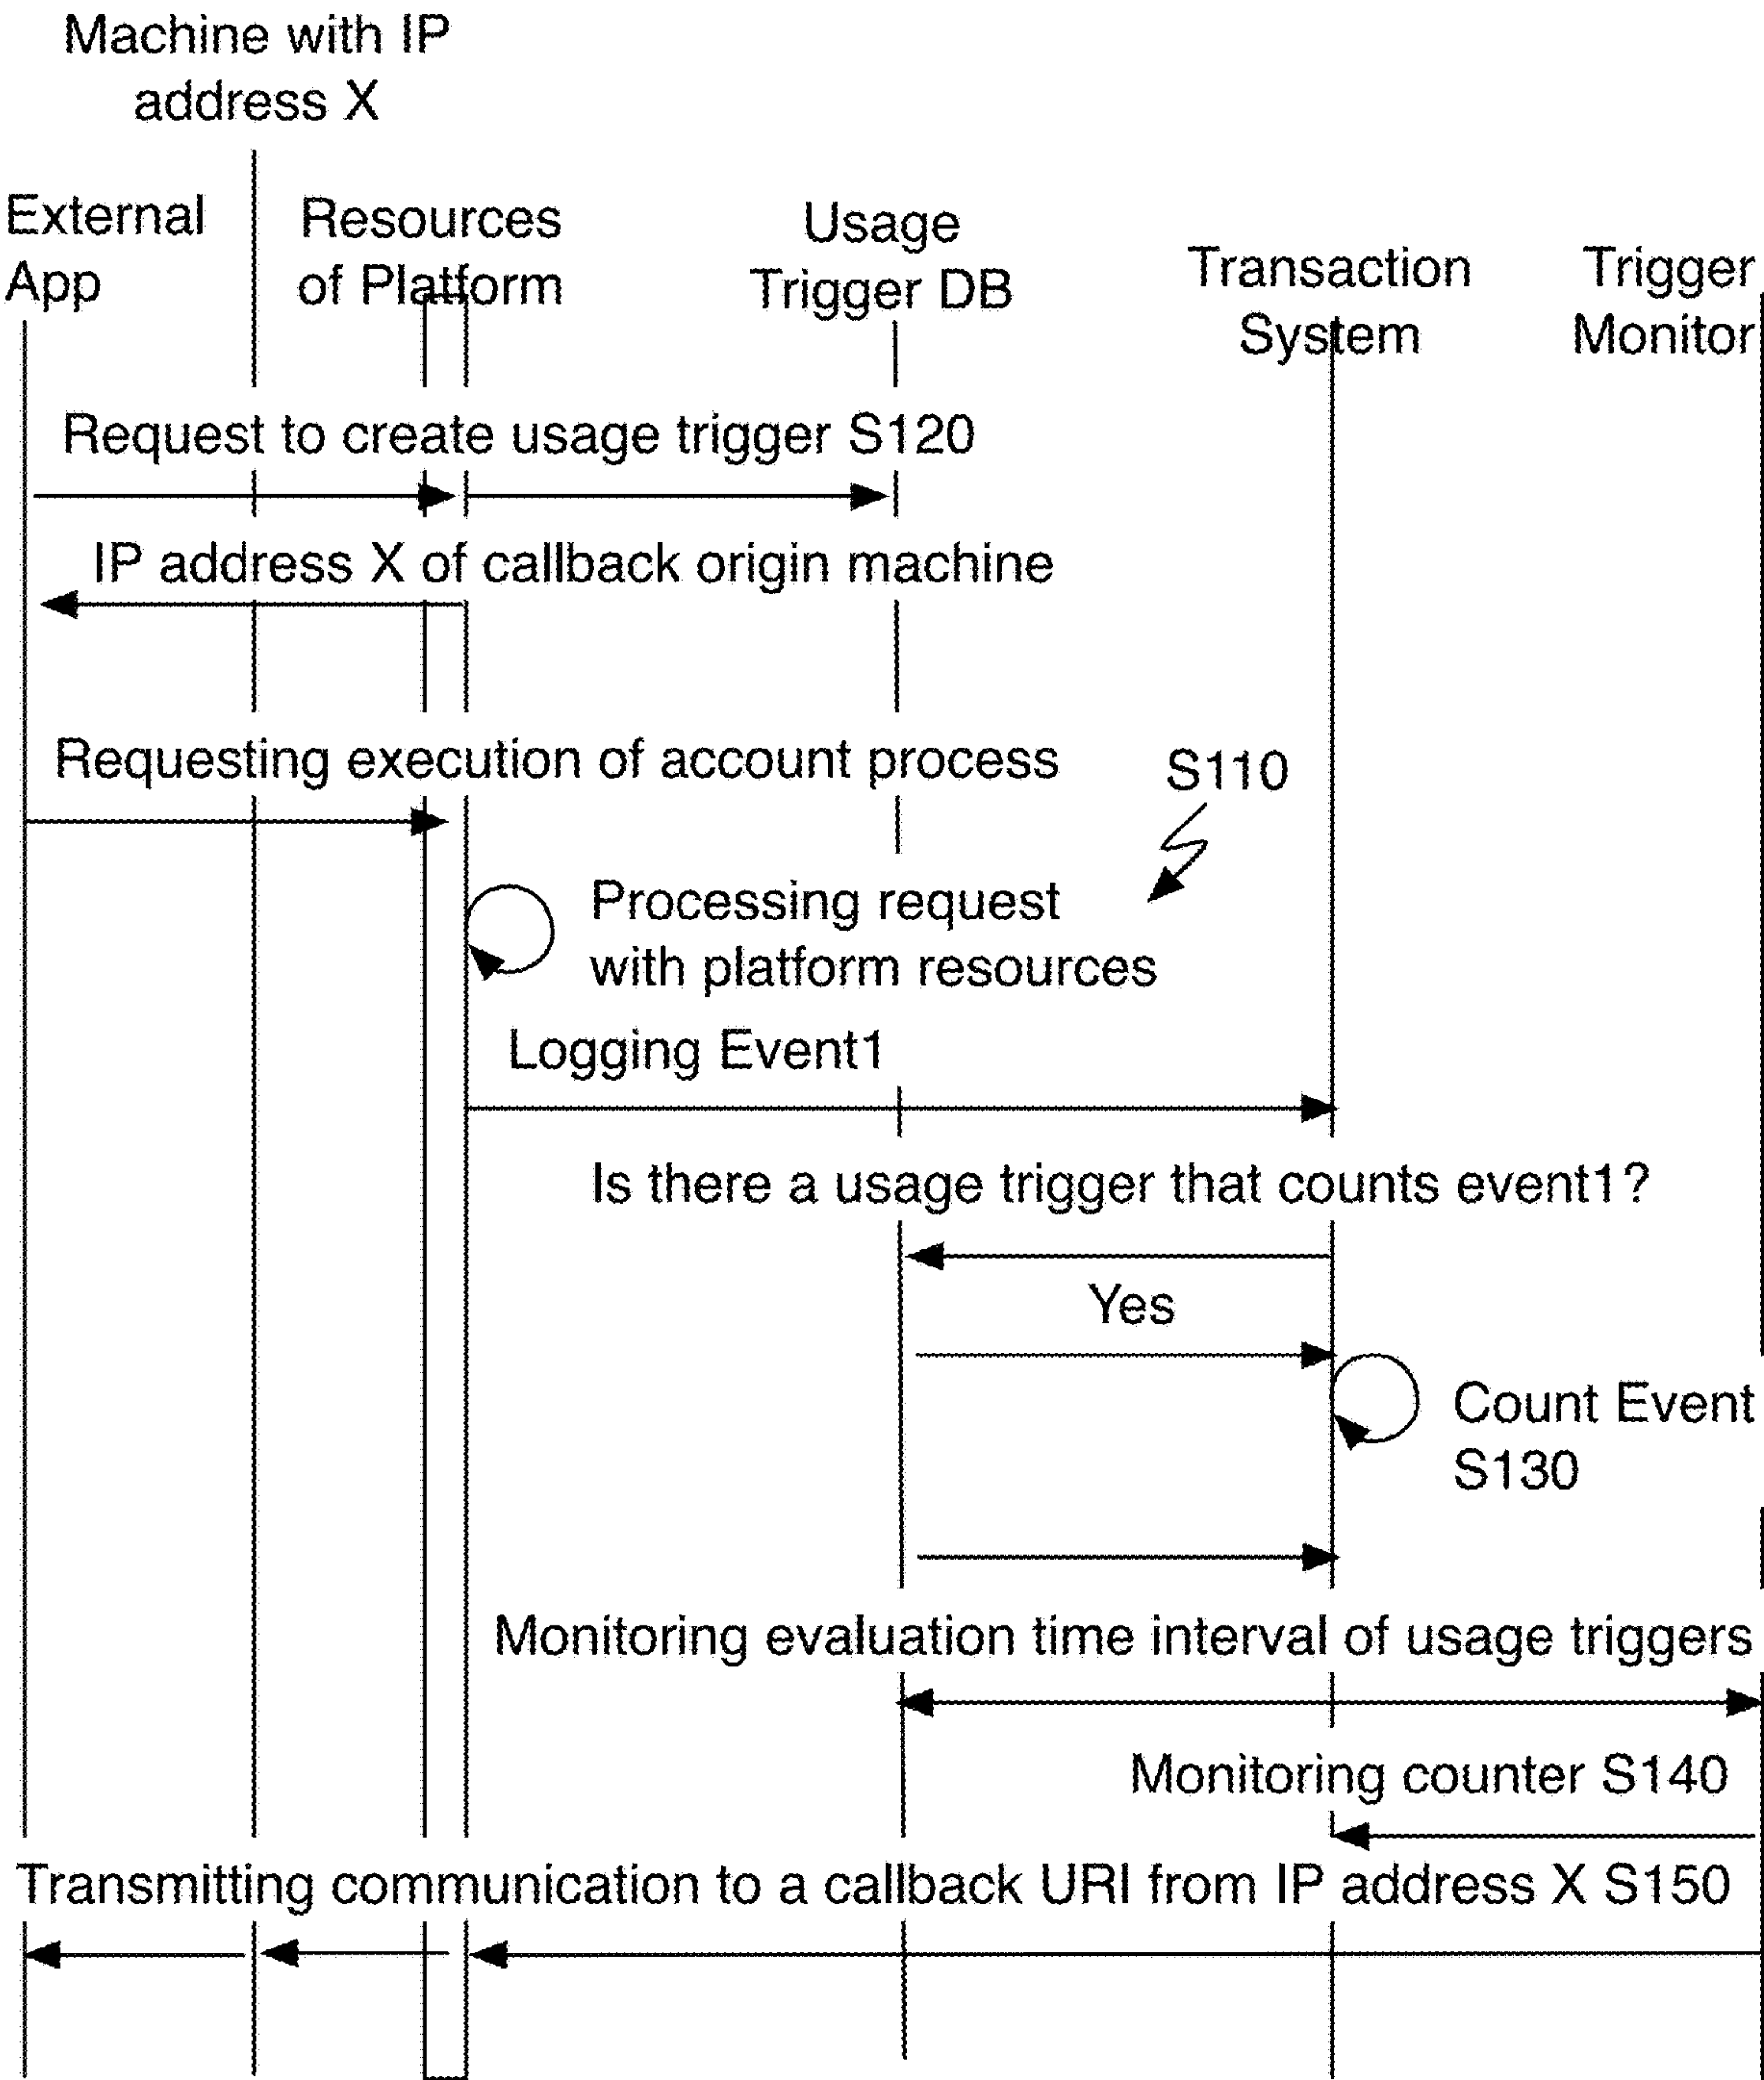 Machine with IP
address X
External
App
Resources
of Platform
Usage
Trigger DB
Transaction
System
Trigger
Monitor
Request to create usage trigger S120
IP address X of callback origin machine
Requesting execution of account process
S110
Processing request
with platform resources
Logging Event1
Is there a usage trigger that counts event1?
Yes
Count Event
S130
Monitoring evaluation time interval of usage triggers
Monitoring counter S140
Transmitting communication to a callback URI from IP address X S150